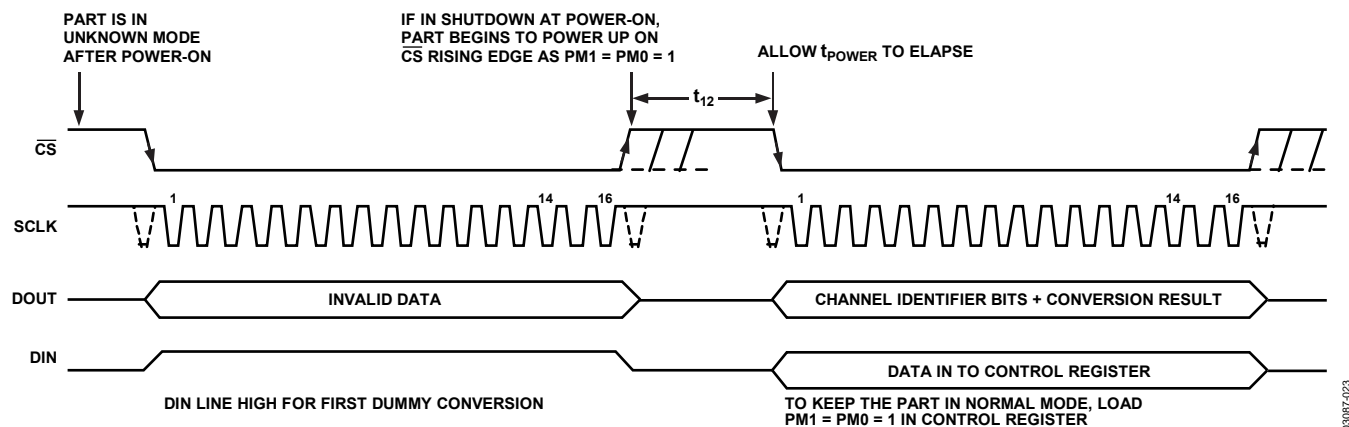 PART IS IN
UNKNOWN MODE
AFTER POWER-ON
IF IN SHUTDOWN AT POWER-ON,
PART BEGINS TO POWER UP ON
CS RISING EDGE AS PM1 = PM0 = 1
ALLOW tPOWER TO ELAPSE
t12
CS
SCLK
1
14
16
1
14
16
DOUT
INVALID DATA
CHANNEL IDENTIFIER BITS + CONVERSION RESULT
DIN
DATA IN TO CONTROL REGISTER
DIN LINE HIGH FOR FIRST DUMMY CONVERSION
TO KEEP THE PART IN NORMAL MODE, LOAD
PM1 = PM0 = 1 IN CONTROL REGISTER
03087-023